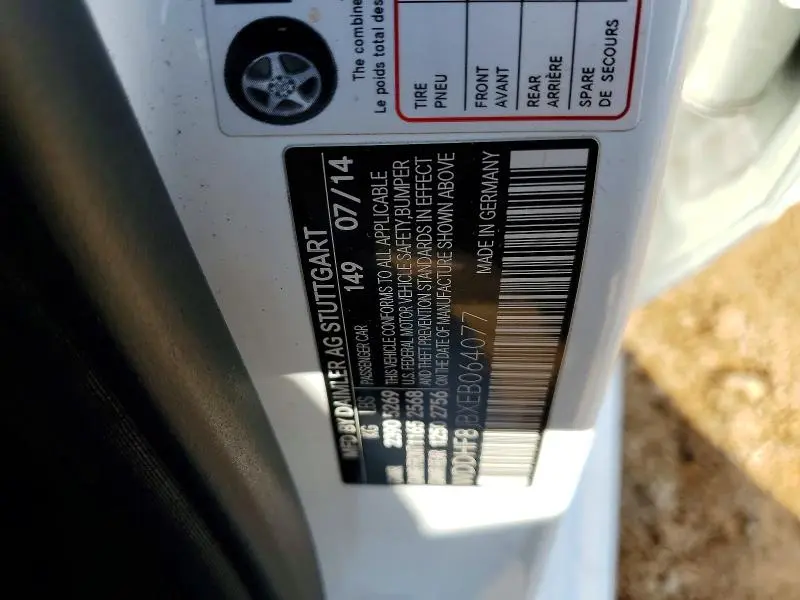 The combine
Le poids total des
TIRE
PNEU
FRONT
AVANT
REAR
ARRIÈRE
SPARE
DE SECOURS
MFD BY DAIMLER AG STUTTGART
149 07/14
KG LBS PASSENGER CAR
2390 5269 THIS VEHICLE CONFORMS TO ALL APPLICABLE
U.S. FEDERAL MOTOR VEHICLE SAFETY, BUMPER
1165 2568 AND THEFT PREVENTION STANDARDS IN EFFECT
1250 2756 ON THE DATE OF MANUFACTURE SHOWN ABOVE
DDHF8 BXEB064077 MADE IN GERMANY